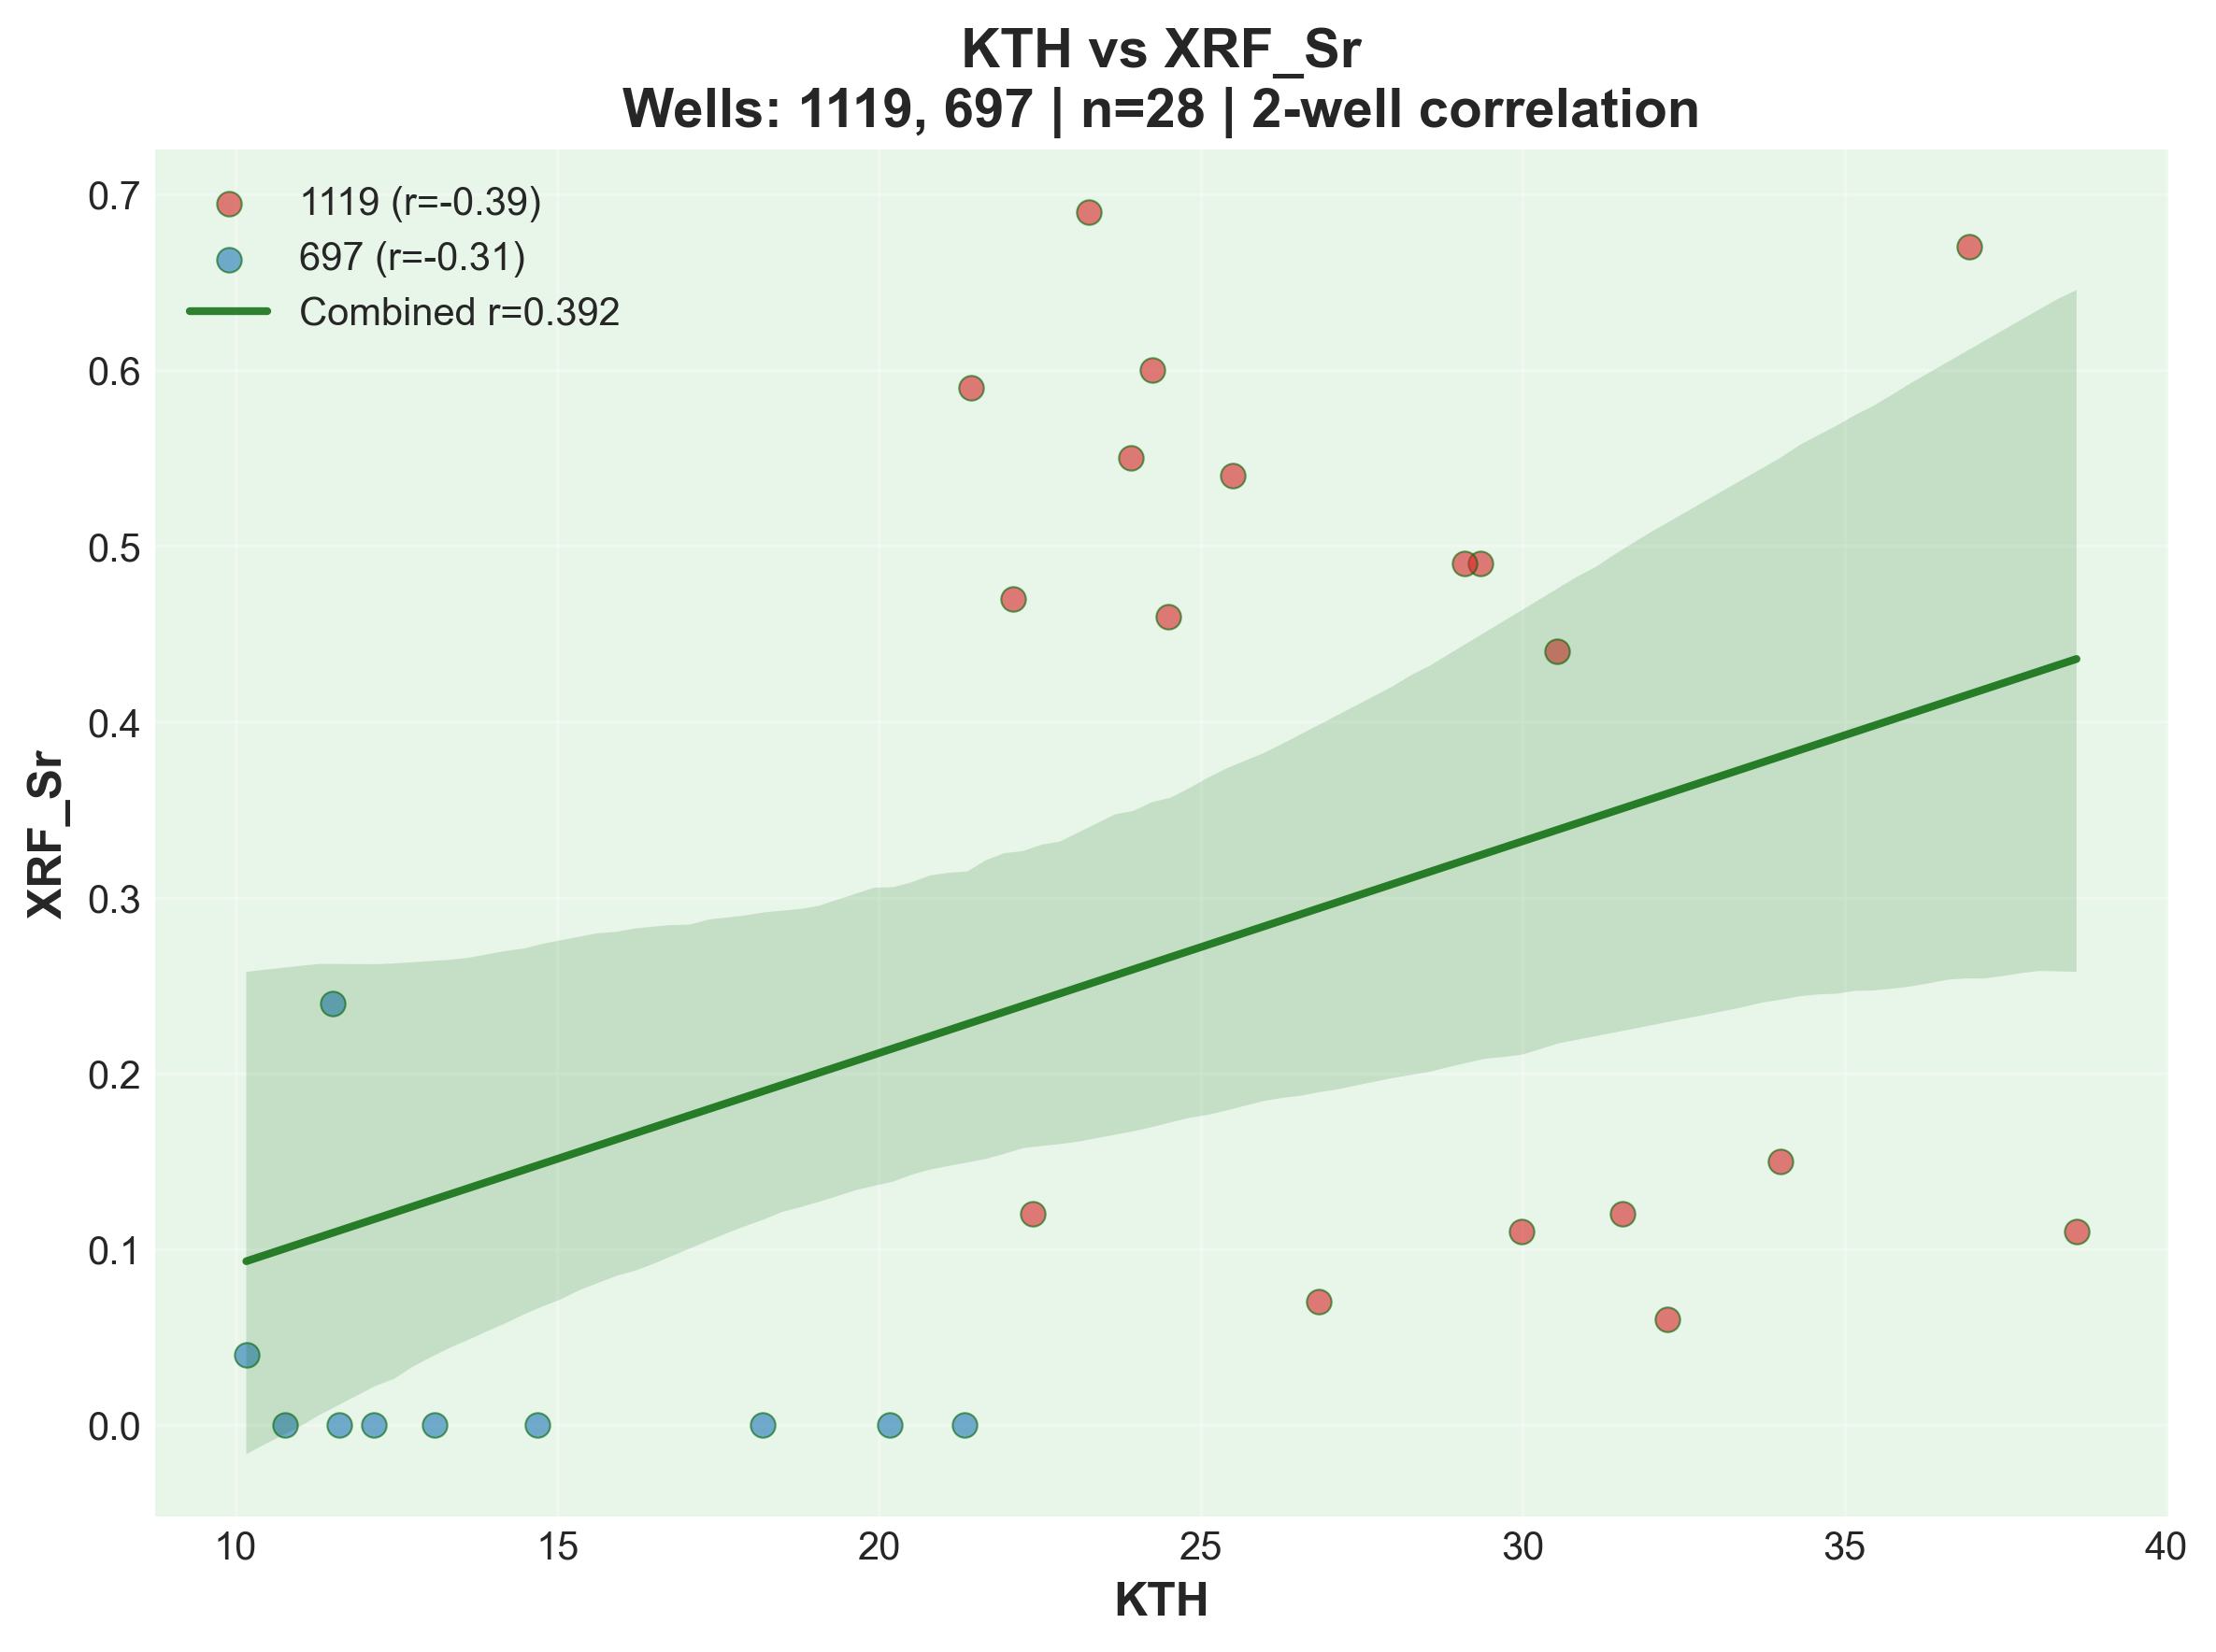 KTH vs XRF_Sr
Wells: 1119, 697 | n=28 | 2-well correlation
1119 (r=-0.39)
697 (r=-0.31)
Combined r=0.392
XRF_Sr
0.7
0.6
0.5
0.4
0.3
0.2
0.1
0.0
10 15 20 25 30 35 40
KTH